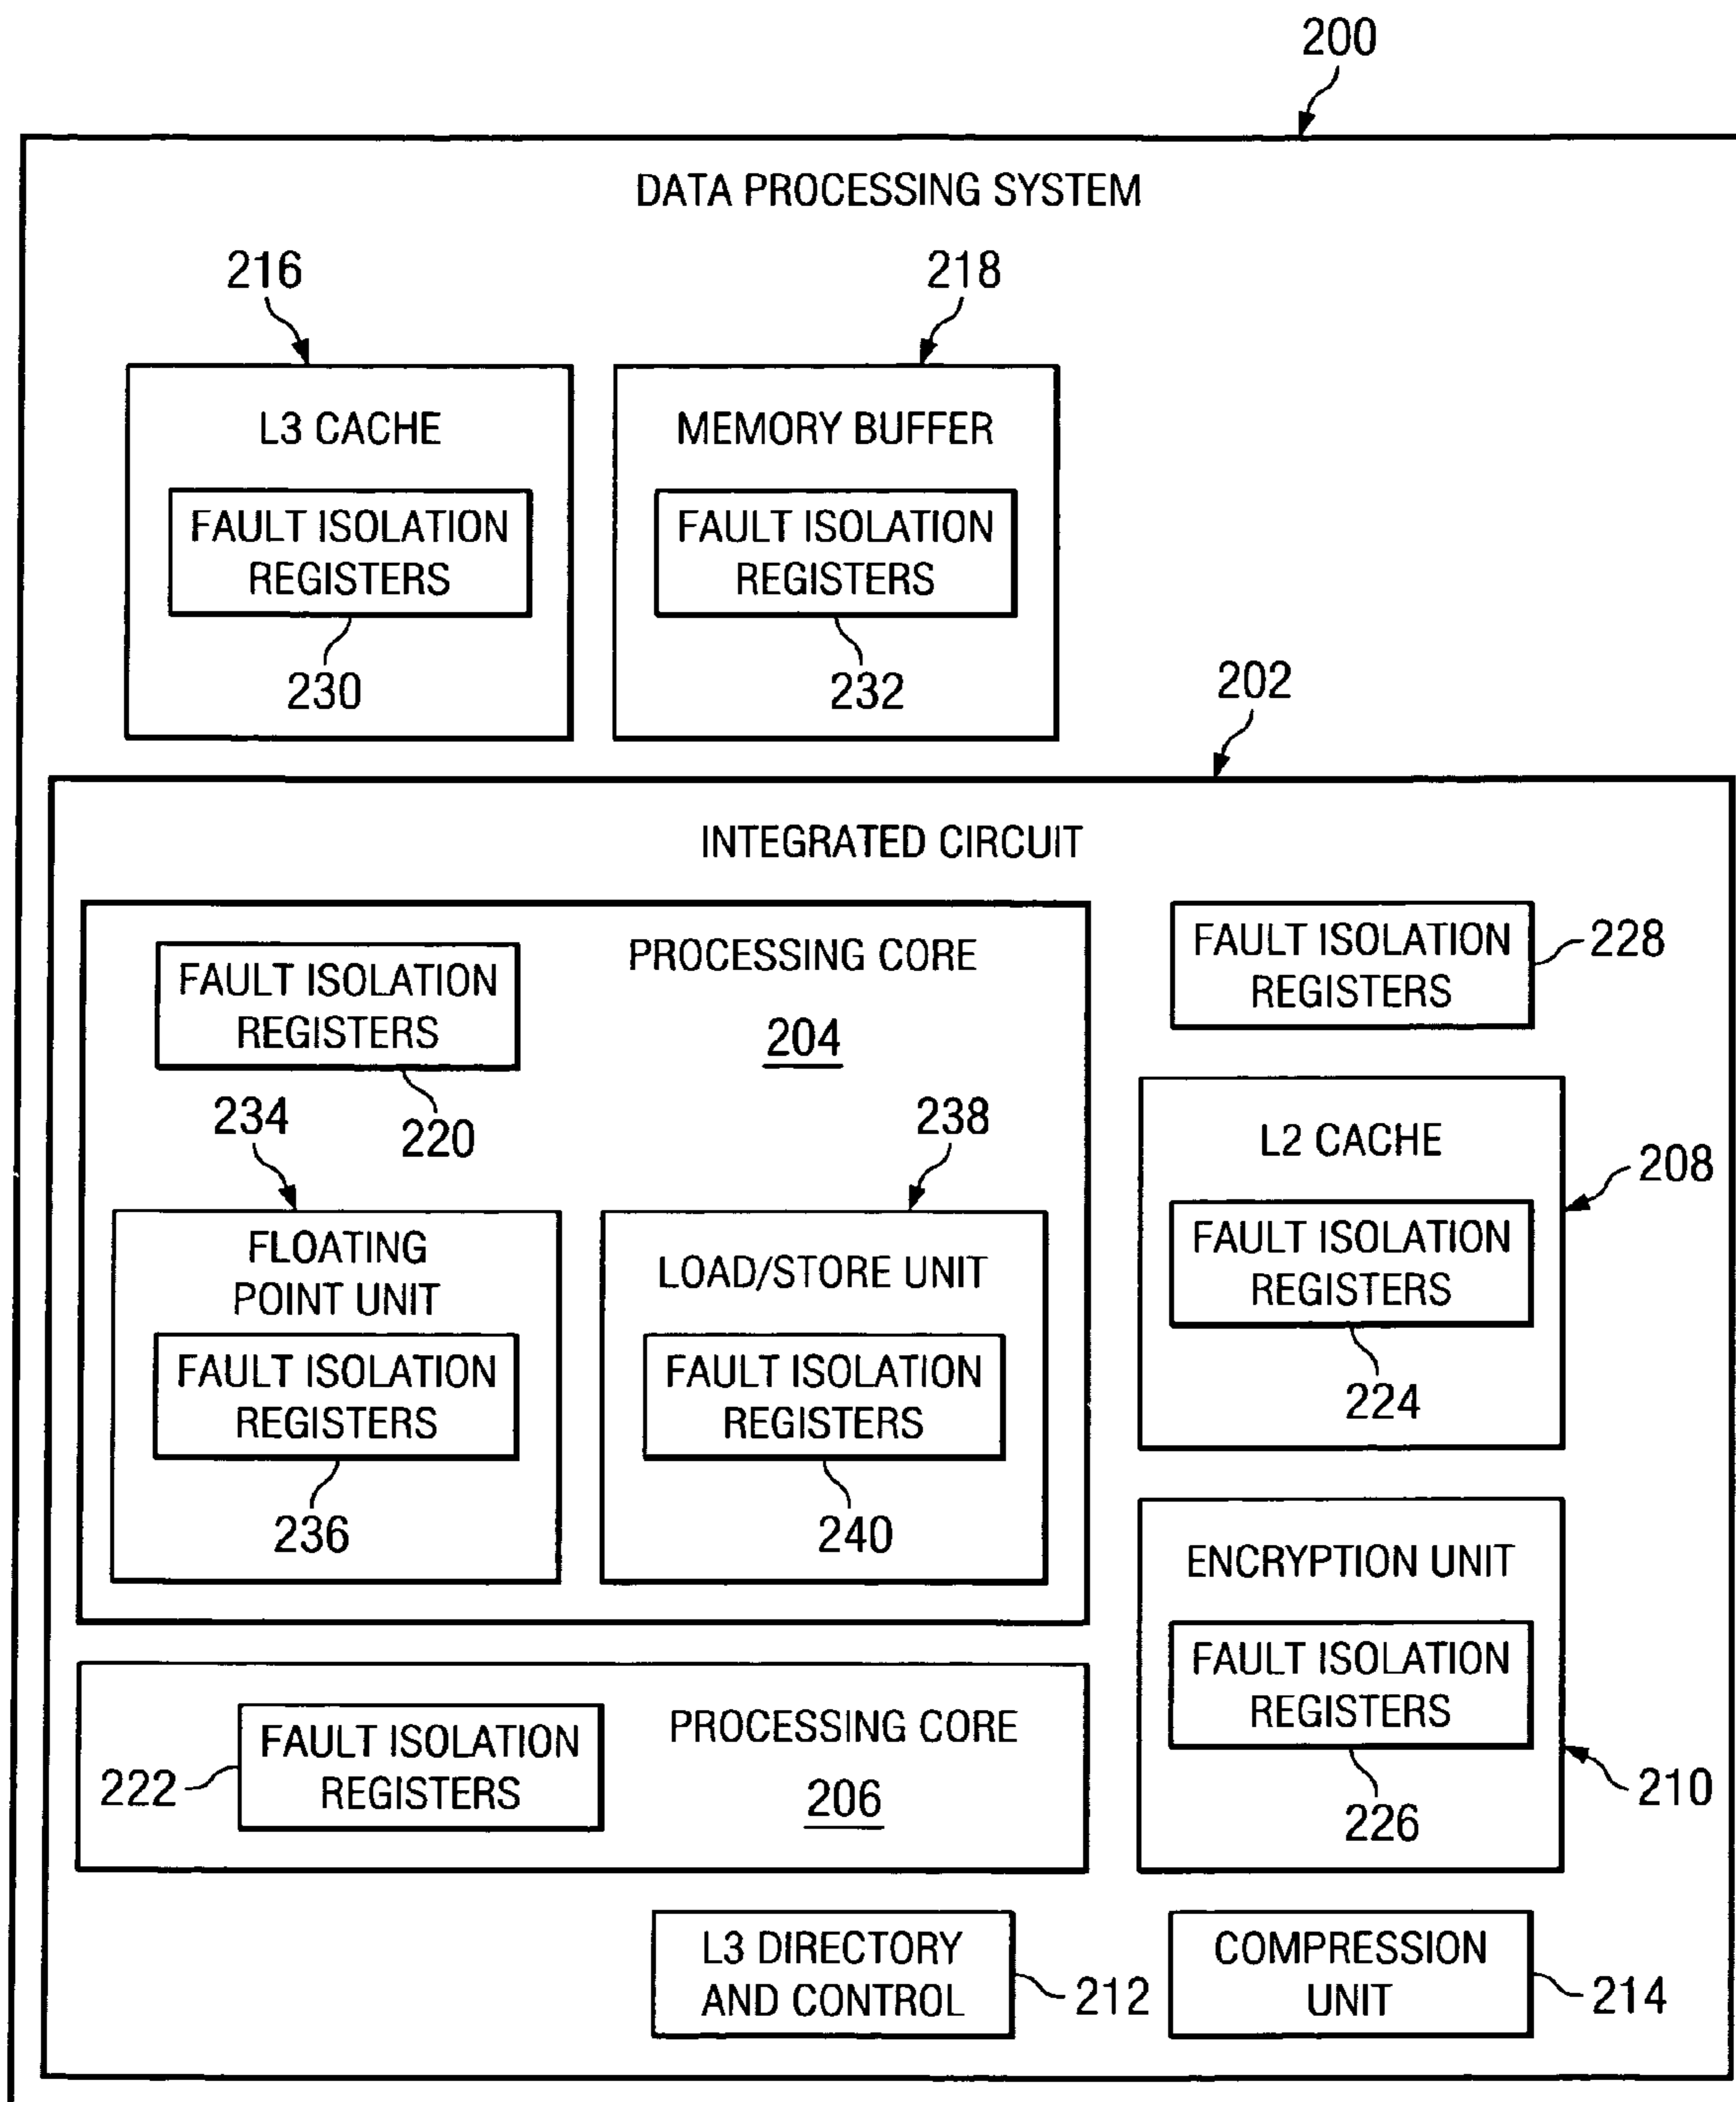 200
DATA PROCESSING SYSTEM
216
218
L3 CACHE
FAULT ISOLATION
REGISTERS
230
MEMORY BUFFER
FAULT ISOLATION
REGISTERS
232
202
INTEGRATED CIRCUIT
PROCESSING CORE
204
FAULT ISOLATION
REGISTERS
220
234
FLOATING
POINT UNIT
FAULT ISOLATION
REGISTERS
236
238
LOAD/STORE UNIT
FAULT ISOLATION
REGISTERS
240
FAULT ISOLATION
REGISTERS
228
L2 CACHE
208
FAULT ISOLATION
REGISTERS
224
ENCRYPTION UNIT
FAULT ISOLATION
REGISTERS
226
210
222
FAULT ISOLATION
REGISTERS
PROCESSING CORE
206
L3 DIRECTORY
AND CONTROL
212
COMPRESSION
UNIT
214